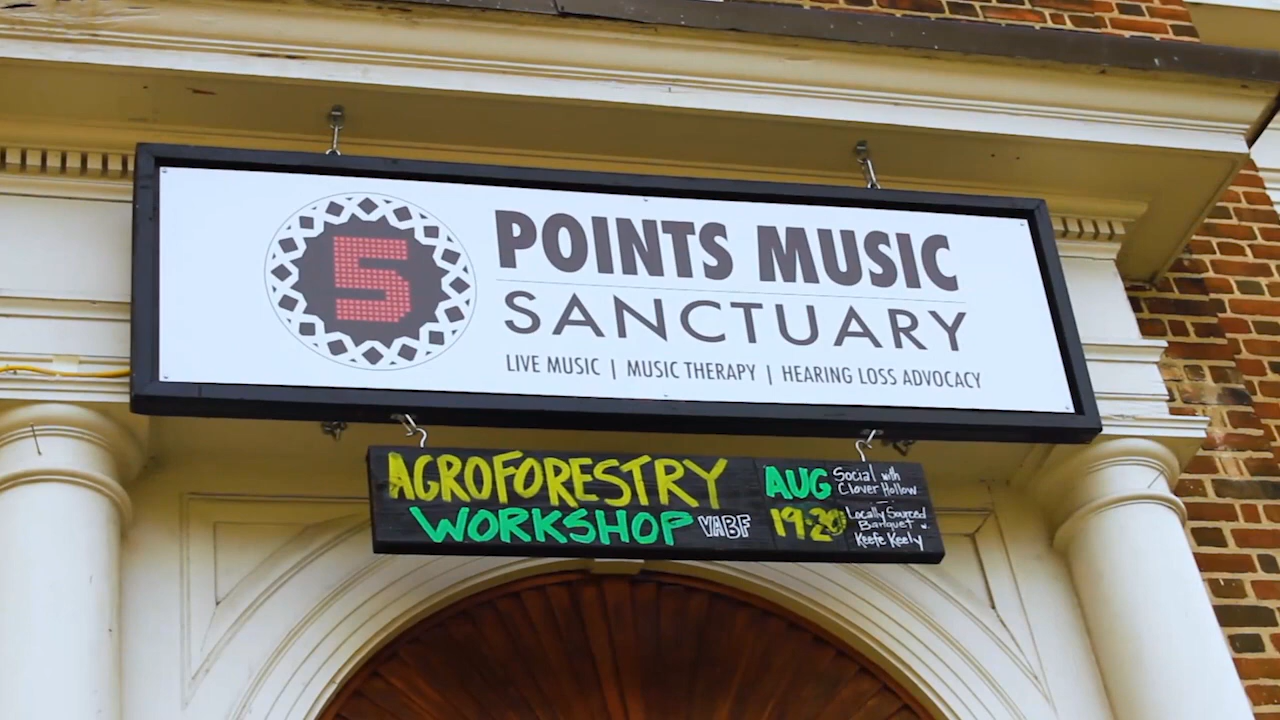 5 POINTS MUSIC
SANCTUARY
LIVE MUSIC | MUSIC THERAPY | HEARING LOSS ADVOCACY
AGROFORESTRY
WORKSHOP VABF
AUG
19-20
Social with
Clover Hollow
Locally Sourced
Banquet w.
Keefe Keely